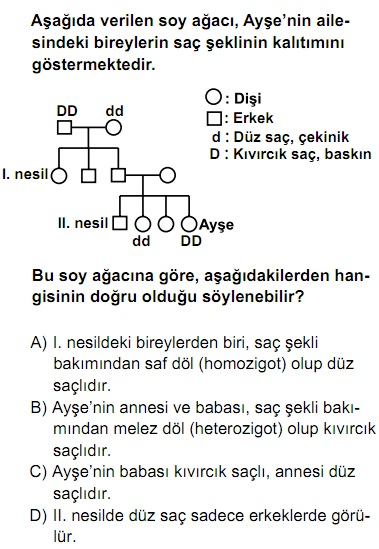 Aşağıda verilen soy ağacı, Ayşe'nin aile-
sindeki bireylerin saç şeklinin kalıtımını
göstermektedir.
DD dd
: Dişi
: Erkek
d : Düz saç, çekinik
D : Kıvırcık saç, baskın
I. nesil
II. nesil
Ayşe
dd DD
Bu soy ağacına göre, aşağıdakilerden han-
gisinin doğru olduğu söylenebilir?
A) I. nesildeki bireylerden biri, saç şekli
bakımından saf döl (homozigot) olup düz
saçlıdır.
B) Ayşe'nin annesi ve babası, saç şekli bakı-
mından melez döl (heterozigot) olup kıvırcık
saçlıdır.
C) Ayşe'nin babası kıvırcık saçlı, annesi düz
saçlıdır.
D) II. nesilde düz saç sadece erkeklerde görü-
lür.